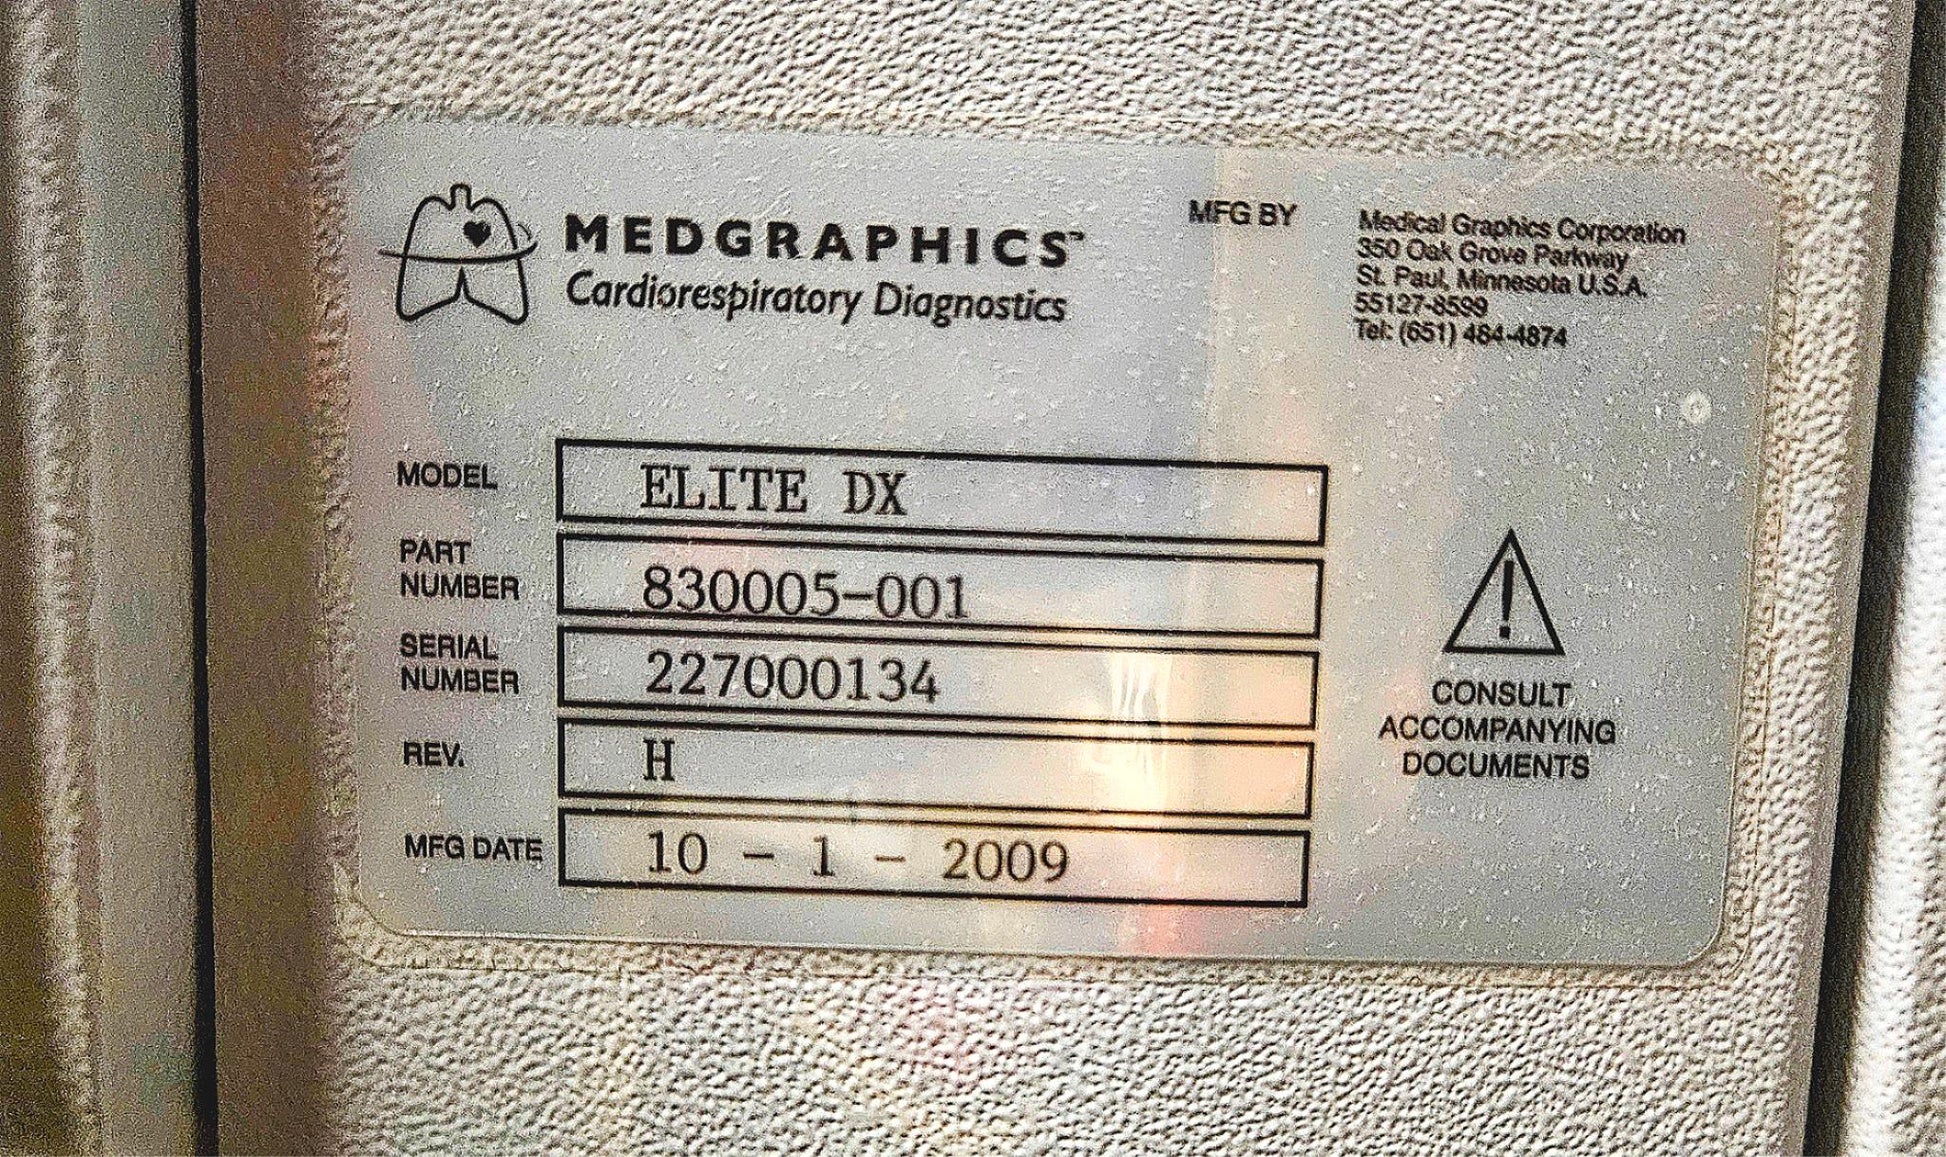 MEDGRAPHICS™
Cardiorespiratory Diagnostics
MFG BY
Medical Graphics Corporation
350 Oak Grove Parkway
St. Paul, Minnesota U.S.A.
55127-8599
Tel: (651) 484-4874
MODEL ELITE DX
PART
NUMBER 830005-001
SERIAL
NUMBER 227000134
REV. H
MFG DATE 10 - 1 - 2009
CONSULT
ACCOMPANYING
DOCUMENTS